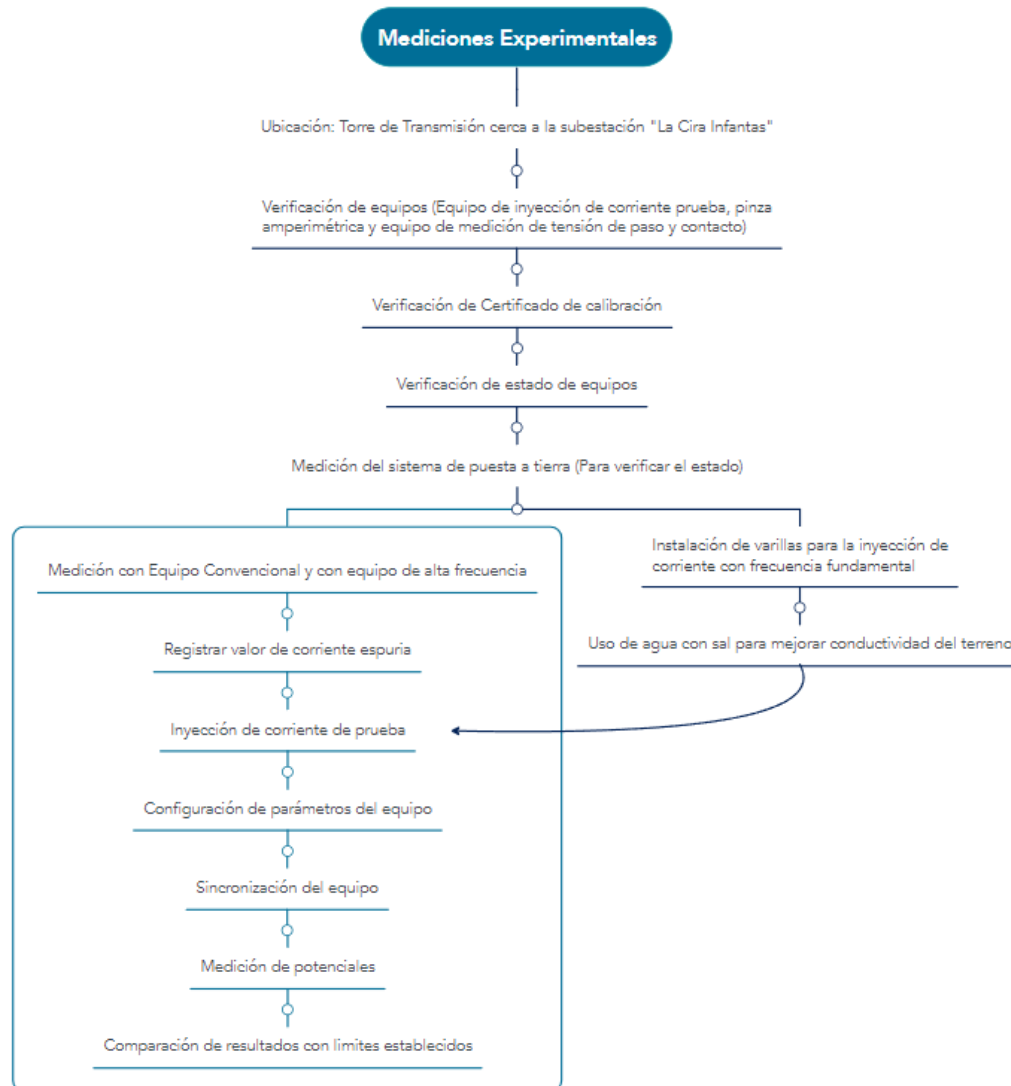 Mediciones Experimentales
Ubicación: Torre de Transmisión cerca a la subestación "La Cira Infantas"
Verificación de equipos (Equipo de inyección de corriente prueba, pinza
amperimétrica y equipo de medición de tensión de paso y contacto)
Verificación de Certificado de calibración
Verificación de estado de equipos
Medición del sistema de puesta a tierra (Para verificar el estado)
Medición con Equipo Convencional y con equipo de alta frecuencia
Registrar valor de corriente espuria
Inyección de corriente de prueba
Configuración de parámetros del equipo
Sincronización del equipo
Medición de potenciales
Comparación de resultados con limites establecidos
Instalación de varillas para la inyección de
corriente con frecuencia fundamental
Uso de agua con sal para mejorar conductividad del terreno